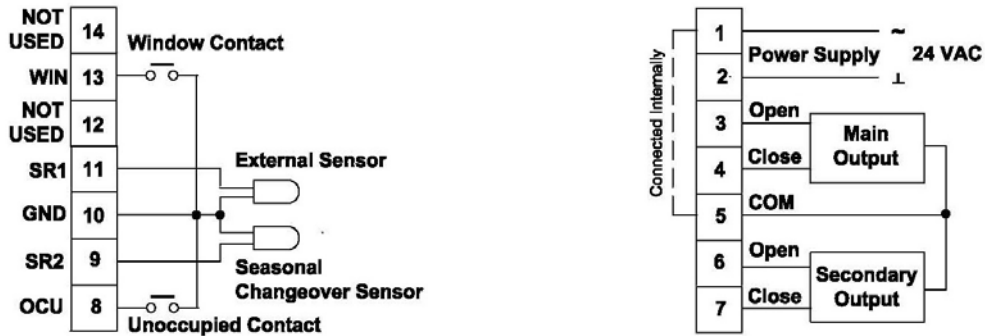 NOT
USED 14
Window Contact
WIN 13
NOT
USED 12
SR1 11
External Sensor
GND 10
SR2 9
Seasonal
Changeover Sensor
OCU 8
Unoccupied Contact
Connected Internally
1 ~
Power Supply 24 VAC
2 ⊥
3 Open
Main
Output
4 Close
5 COM
6 Open
Secondary
Output
7 Close